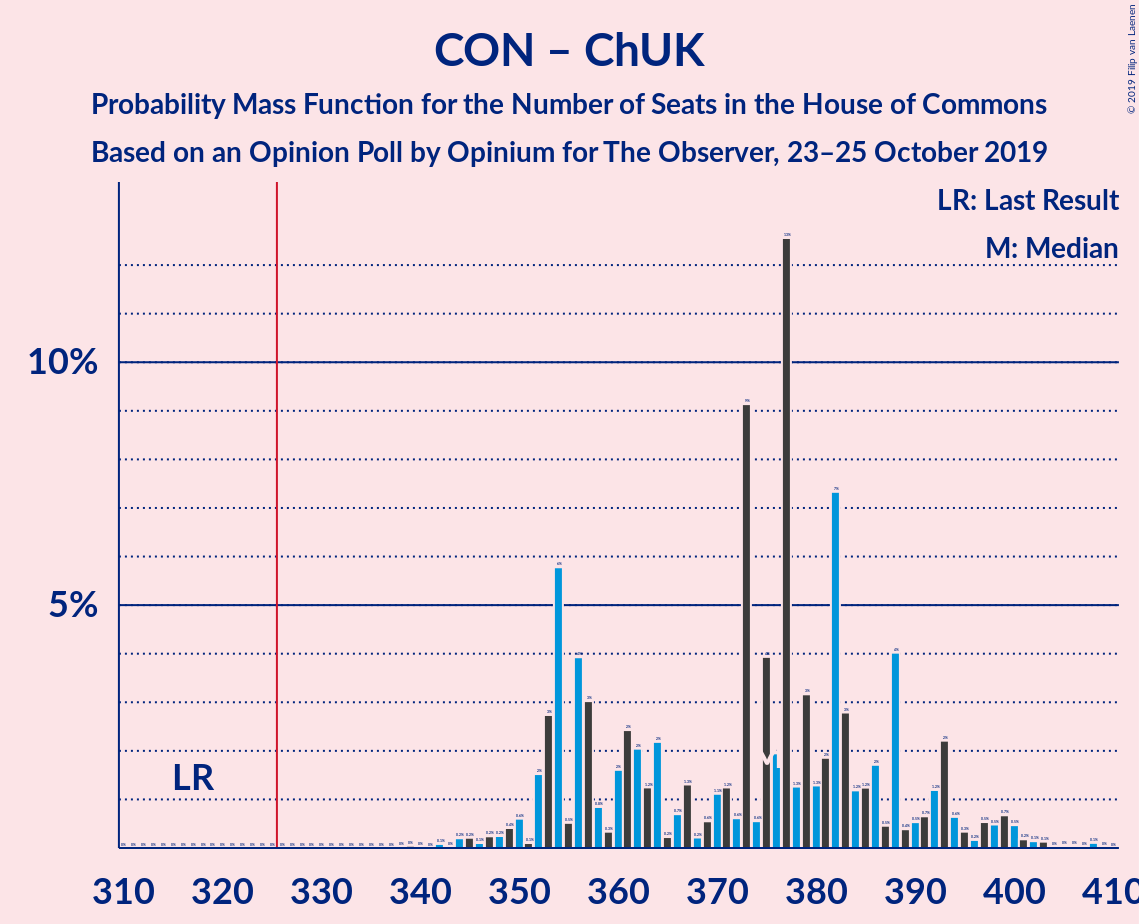 CON – ChUK
Probability Mass Function for the Number of Seats in the House of Commons
Based on an Opinion Poll by Opinium for The Observer, 23–25 October 2019
© 2019 Filip van Laenen
LR: Last Result
M: Median
10%
5%
LR
310 320 330 340 350 360 370 380 390 400 410